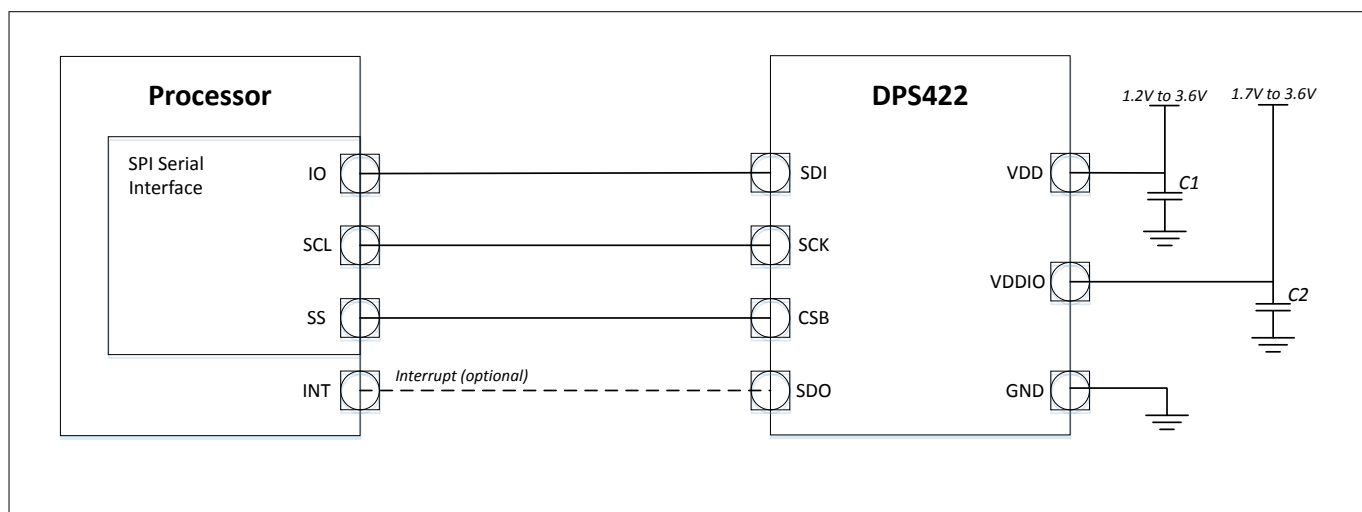 Processor
DPS422
1.2V to 3.6V
1.7V to 3.6V
SPI Serial
Interface
IO
SDI
VDD
C1
SCL
SCK
VDDIO
C2
SS
CSB
INT
Interrupt (optional)
SDO
GND